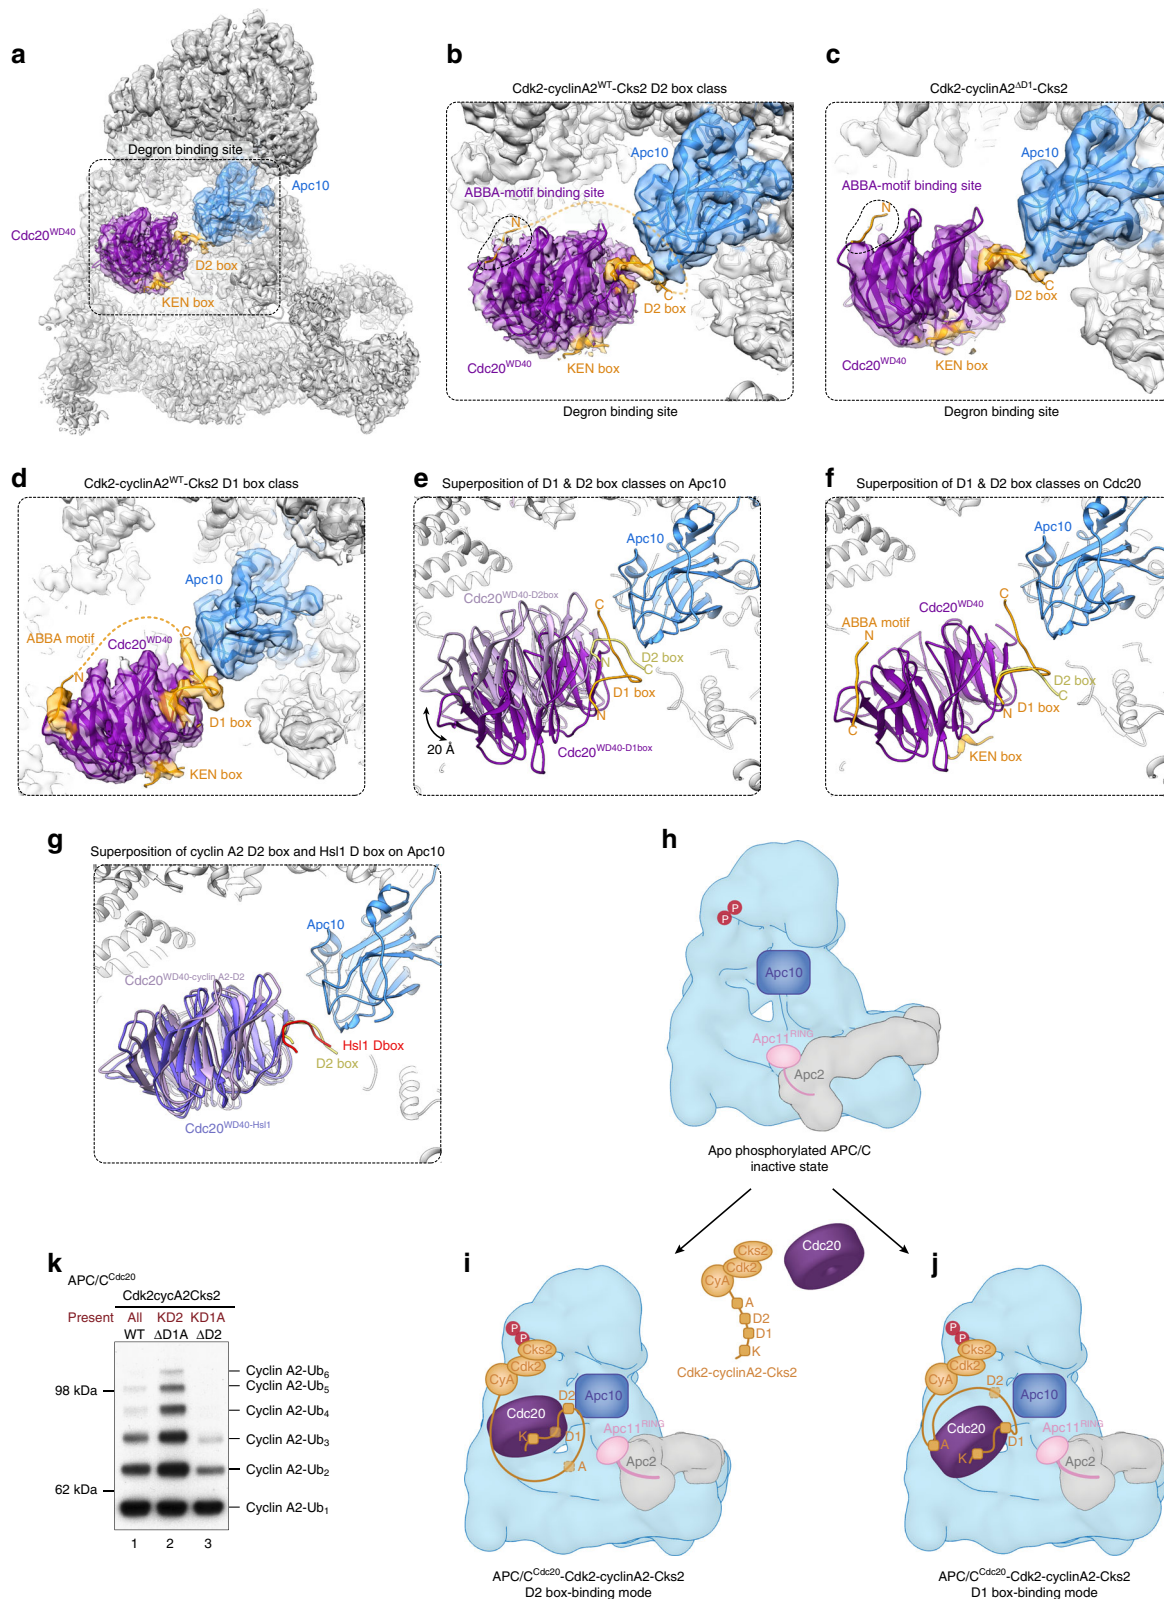 a
Degron binding site
Apc10
Cdc20WD40
D2 box
KEN box
b
Cdk2-cyclinA2WT-Cks2 D2 box class
Apc10
ABBA-motif binding site
N
C
D2 box
KEN box
Cdc20WD40
Degron binding site
c
Cdk2-cyclinA2ΔD1-Cks2
Apc10
ABBA-motif binding site
N
C
D2 box
KEN box
Cdc20WD40
Degron binding site
d
Cdk2-cyclinA2WT-Cks2 D1 box class
Apc10
ABBA motif
Cdc20WD40
C
N
D1 box
KEN box
e
Superposition of D1 & D2 box classes on Apc10
Apc10
Cdc20WD40-D2box
C
N
D2 box
C
D1 box
N
20 Å
Cdc20WD40-D1box
f
Superposition of D1 & D2 box classes on Cdc20
Apc10
Cdc20WD40
C
ABBA motif
N
D2 box
C
D1 box
N
C
KEN box
g
Superposition of cyclin A2 D2 box and Hsl1 D box on Apc10
Apc10
Cdc20WD40-cyclin A2-D2
Hsl1 Dbox
D2 box
Cdc20WD40-Hsl1
h
P
P
Apc10
Apc11RING
Apc2
Apo phosphorylated APC/C
inactive state
Cks2
Cdk2
CyA
Cdc20
A
D2
D1
K
Cdk2-cyclinA2-Cks2
i
P
P
Cks2
Cdk2
CyA
D2
Apc10
Cdc20
K
D1
Apc11RING
A
Apc2
APC/CCdc20-Cdk2-cyclinA2-Cks2
D2 box-binding mode
j
P
P
Cks2
Cdk2
CyA
D2
Apc10
Cdc20
A
K
D1
Apc11RING
Apc2
APC/CCdc20-Cdk2-cyclinA2-Cks2
D1 box-binding mode
k
APC/CCdc20
Cdk2cycA2Cks2
Present All KD2 KD1A
WT ΔD1A ΔD2
Cyclin A2-Ub6
98 kDa Cyclin A2-Ub5
Cyclin A2-Ub4
Cyclin A2-Ub3
Cyclin A2-Ub2
62 kDa
Cyclin A2-Ub1
1 2 3